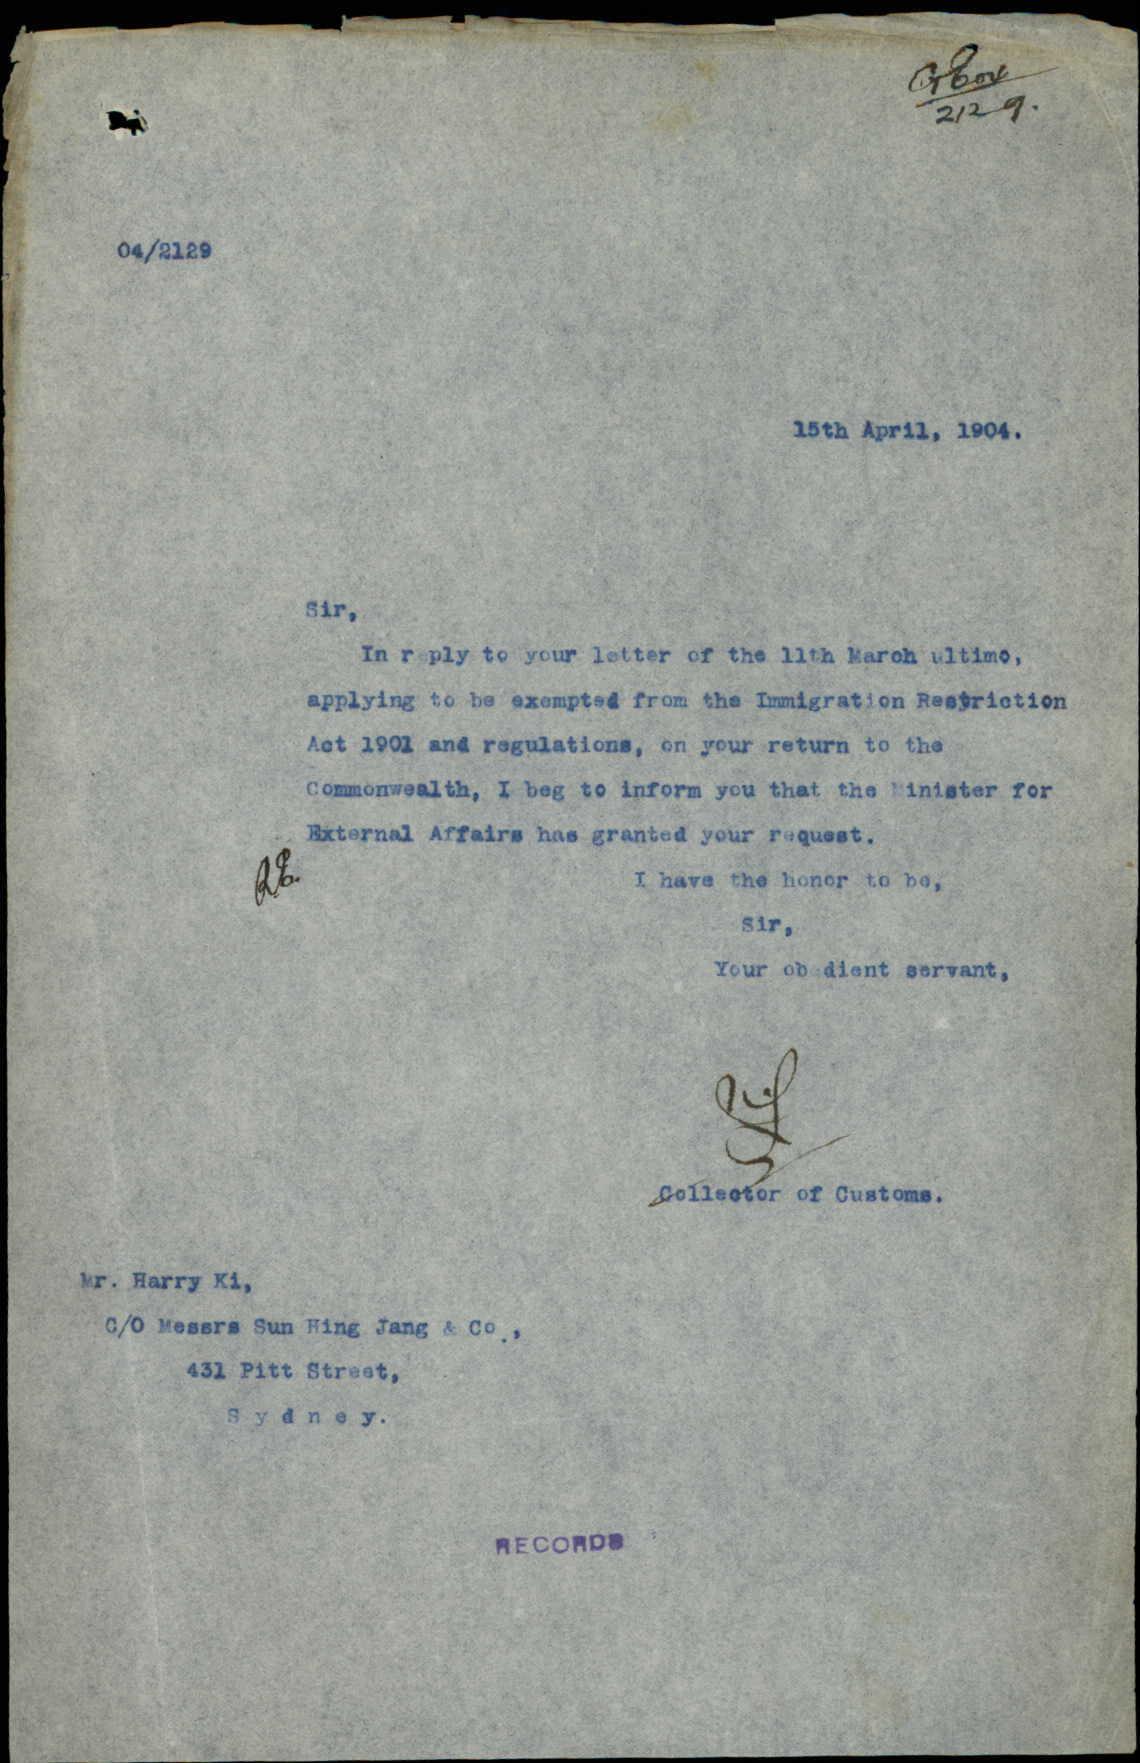 2129.
04/2129
15th April, 1904.
Sir,
In reply to your letter of the 11th March ultimo,
applying to be exempted from the Immigration Restriction
Act 1901 and regulations, on your return to the
Commonwealth, I beg to inform you that the Minister for
External Affairs has granted your request.
I have the honor to be,
Sir,
Your obedient servant,
Collector of Customs.
Mr. Harry Ki,
C/O Messrs Sun Hing Jang & Co.,
431 Pitt Street,
Sydney.
RECORDS